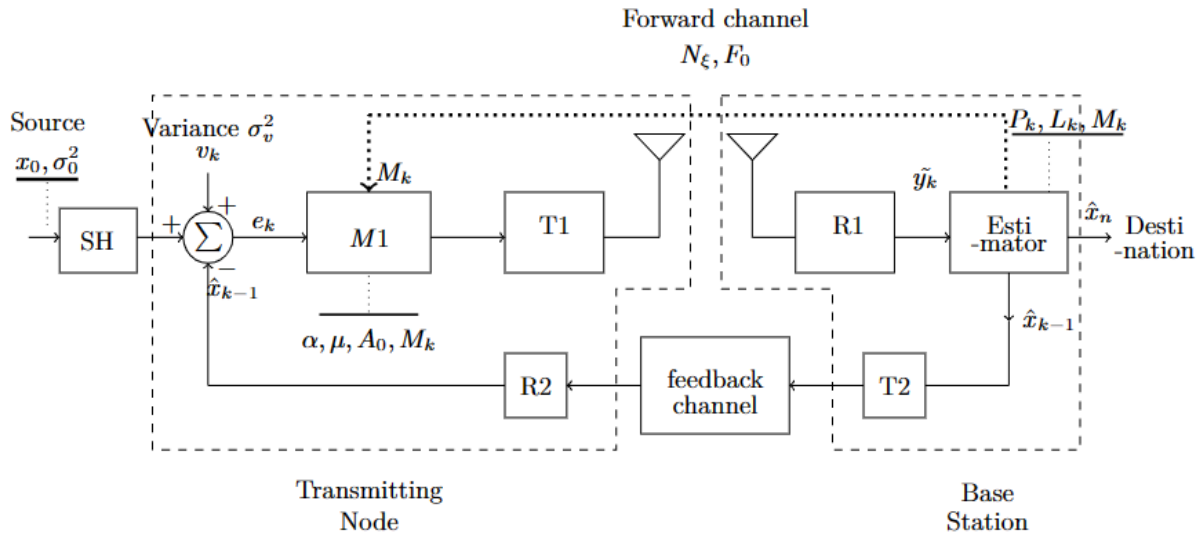 Forward channel
N_ξ, F_0
Source
x_0, σ_0^2
Variance σ_v^2
v_k
P_k, L_k, M_k
M_k
ỹ_k
+
+
−
e_k
SH
∑
M1
T1
R1
Esti
-mator
x̂_n
Desti
-nation
x̂_{k−1}
x̂_{k−1}
α, μ, A_0, M_k
R2
feedback
channel
T2
Transmitting
Node
Base
Station